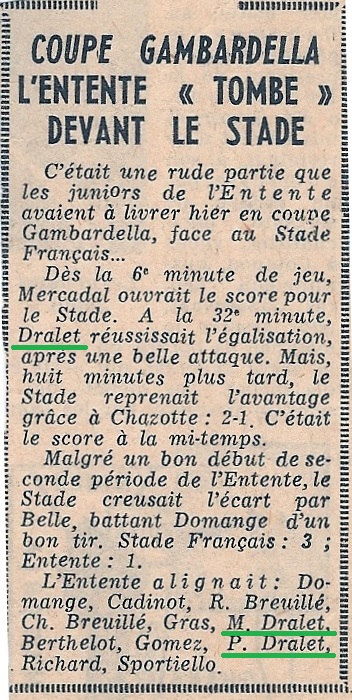 COUPE GAMBARDELLA
L'ENTENTE « TOMBE »
DEVANT LE STADE
C'était une rude partie que
les juniors de l'Entente
avaient à livrer hier en coupe
Gambardella, face au Stade
Français...
Dès la 6e minute de jeu,
Mercadal ouvrait le score pour
le Stade. A la 32e minute,
Dralet réussissait l'égalisation,
après une belle attaque. Mais,
huit minutes plus tard, le
Stade reprenait l'avantage
grâce à Chazotte : 2-1. C'était
le score à la mi-temps.
Malgré un bon début de se-
conde période de l'Entente, le
Stade creusait l'écart par
Belle, battant Domange d'un
bon tir. Stade Français : 3 ;
Entente : 1.
L'Entente alignait : Do-
mange, Cadinot, R. Breuillé,
Ch. Breuillé, Gras, M. Dralet,
Berthelot, Gomez, P. Dralet,
Richard, Sportiello.